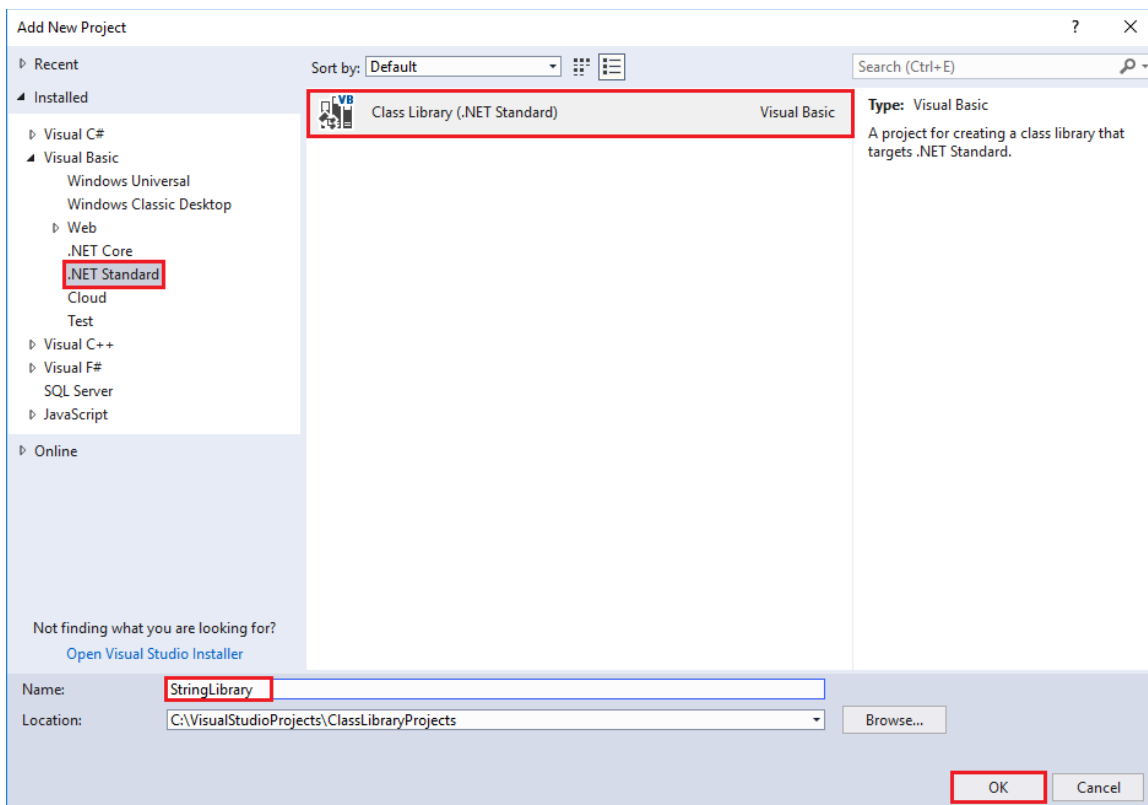 Add New Project
?
Recent
Installed
Visual C#
Visual Basic
Windows Universal
Windows Classic Desktop
Web
.NET Core
.NET Standard
Cloud
Test
Visual C++
Visual F#
SQL Server
JavaScript
Online
Not finding what you are looking for?
Open Visual Studio Installer
Sort by: Default
VB
Class Library (.NET Standard) Visual Basic
Search (Ctrl+E)
Type: Visual Basic
A project for creating a class library that
targets .NET Standard.
Name: StringLibrary
Location: C:\VisualStudioProjects\ClassLibraryProjects Browse...
OK Cancel